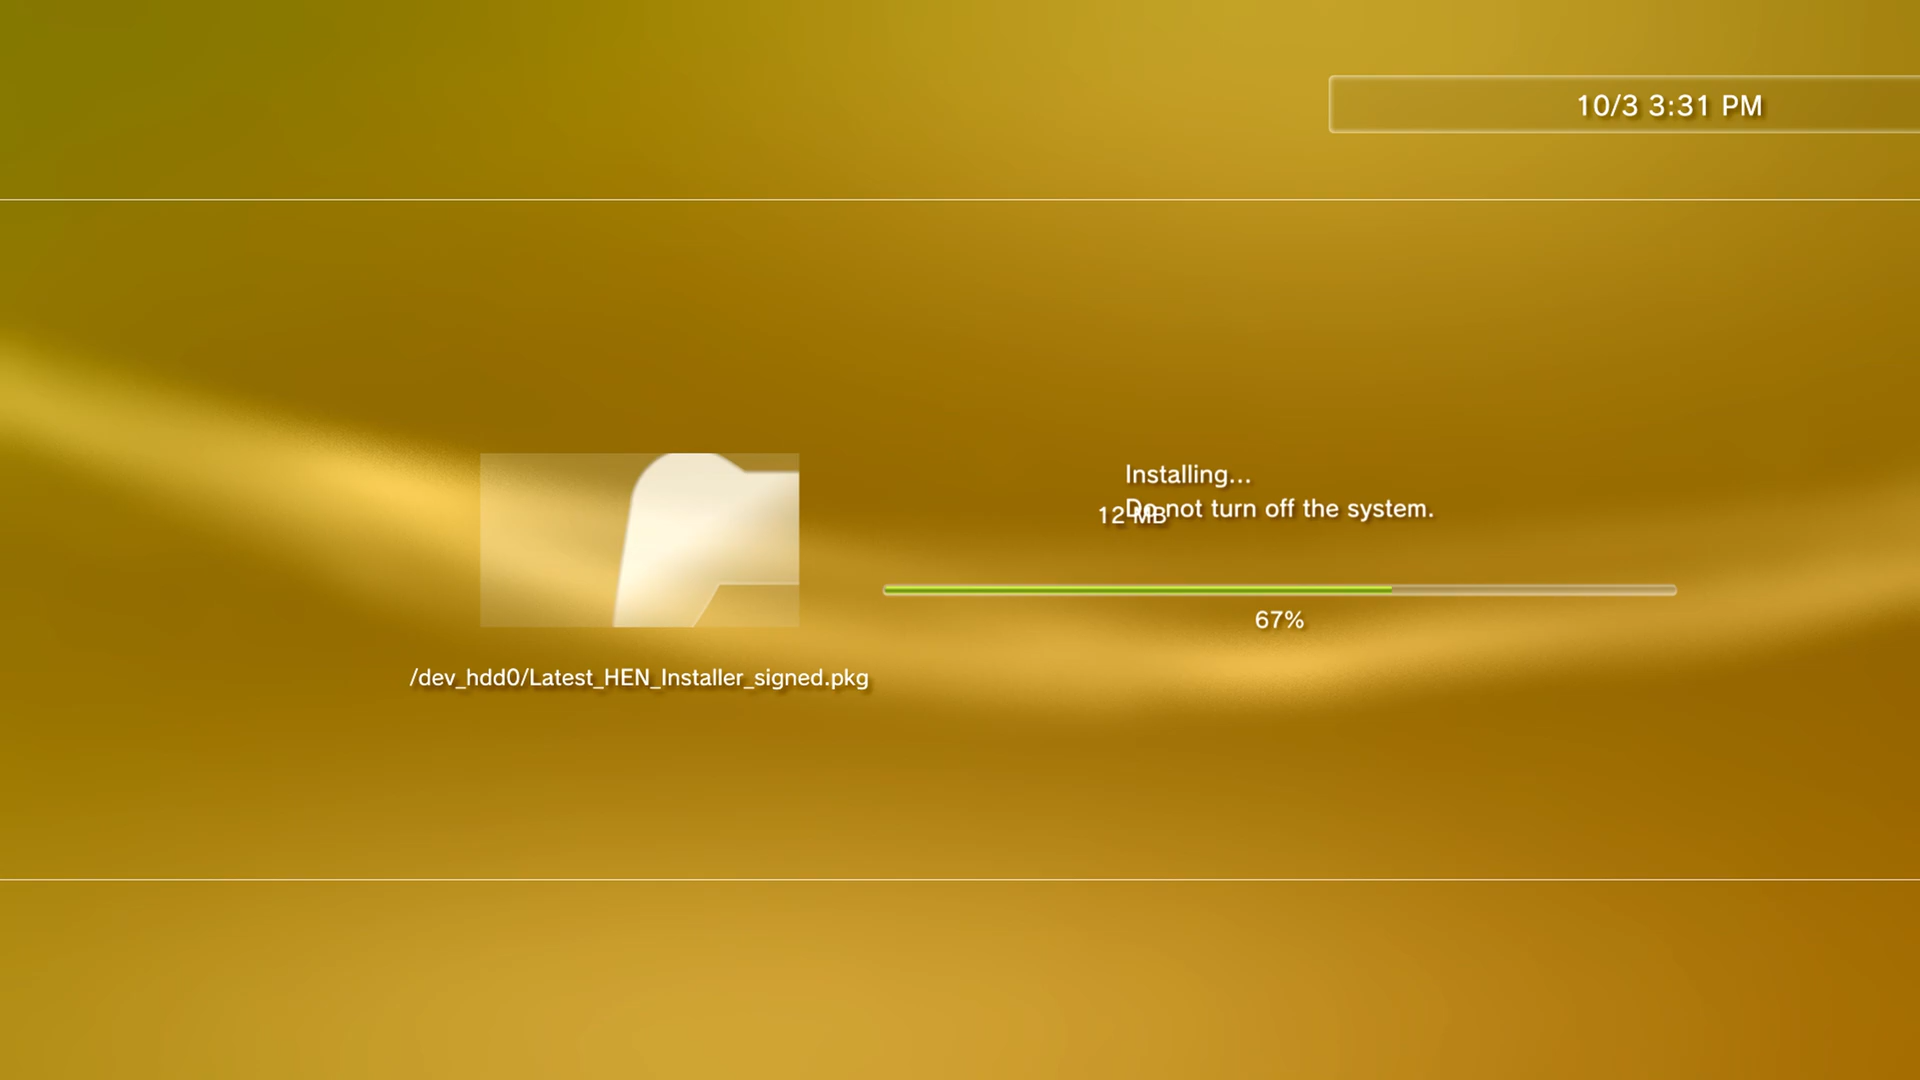 10/3 3:31 PM
Installing...
Do not turn off the system.
12 MB
67%
/dev_hdd0/Latest_HEN_Installer_signed.pkg